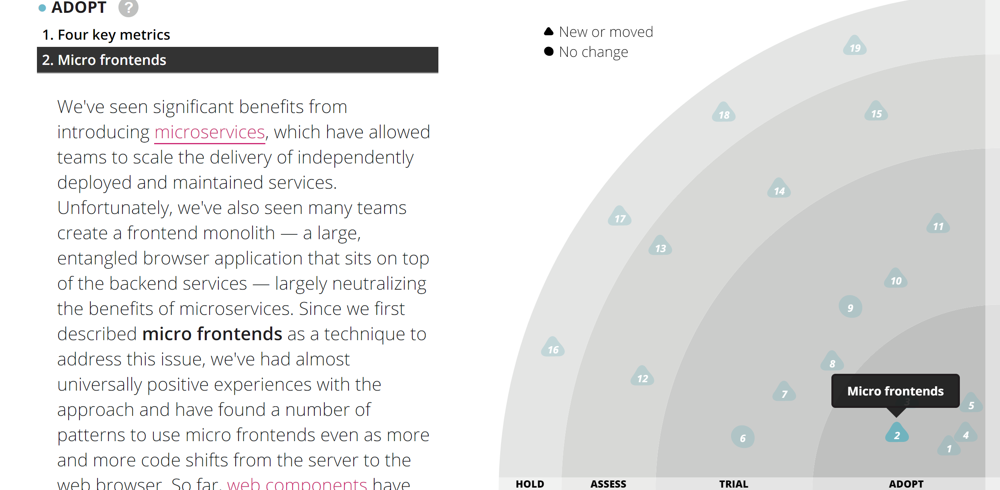 ADOPT ?
1. Four key metrics
2. Micro frontends
We've seen significant benefits from
introducing microservices, which have allowed
teams to scale the delivery of independently
deployed and maintained services.
Unfortunately, we've also seen many teams
create a frontend monolith — a large,
entangled browser application that sits on top
of the backend services — largely neutralizing
the benefits of microservices. Since we first
described micro frontends as a technique to
address this issue, we've had almost
universally positive experiences with the
approach and have found a number of
patterns to use micro frontends even as more
and more code shifts from the server to the
web browser. So far, web components have
New or moved
No change
19
18
15
14
17
11
13
10
9
16
8
12
7
Micro frontends
3
5
2
4
6
1
HOLD
ASSESS
TRIAL
ADOPT